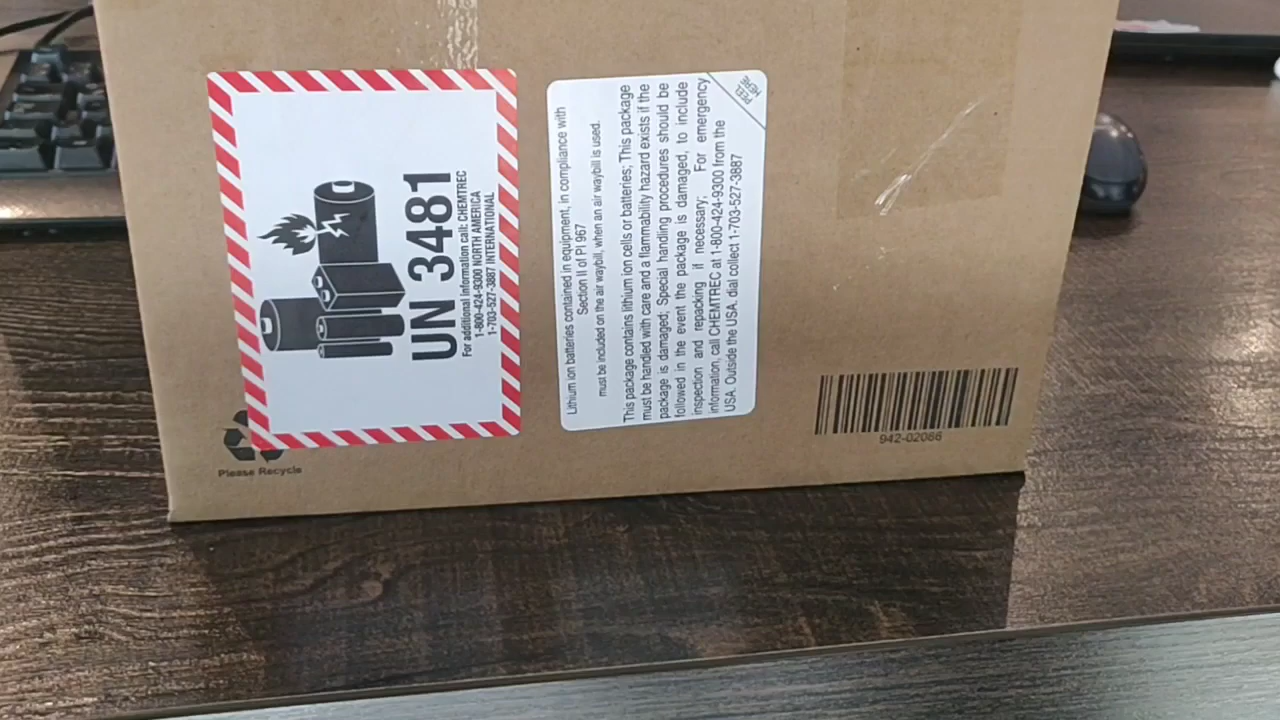 UN 3481
For additional information call: CHEMTREC
1-800-424-9300 NORTH AMERICA
1-703-527-3887 INTERNATIONAL
Please Recycle
Lithium ion batteries contained in equipment, in compliance with
Section II of PI 967
must be included on the air waybill, when an air waybill is used.
This package contains lithium ion cells or batteries; This package
must be handled with care and a flammability hazard exists if the
package is damaged; Special handling procedures should be
followed in the event the package is damaged, to include
inspection and repacking if necessary; For emergency
information, call CHEMTREC at 1-800-424-9300 from the
USA. Outside the USA, dial collect 1-703-527-3887
PEEL
HERE
942-02066